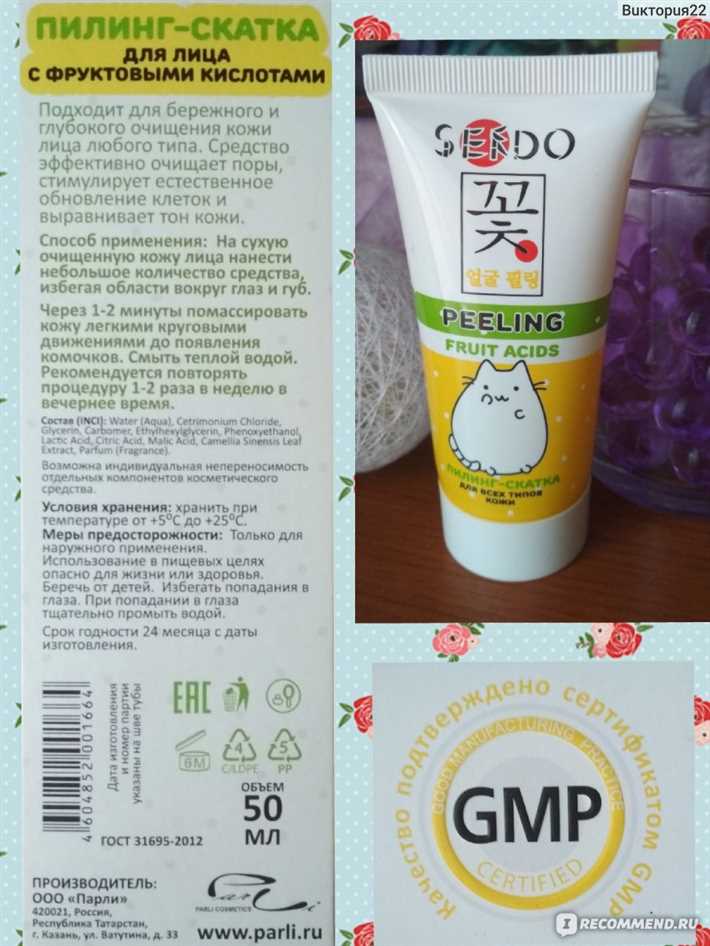 Виктория22
ПИЛИНГ-СКАТКА
ДЛЯ ЛИЦА
С ФРУКТОВЫМИ КИСЛОТАМИ
Подходит для бережного и
глубокого очищения кожи
лица любого типа. Средство
эффективно очищает поры,
стимулирует естественное
обновление клеток и
выравнивает тон кожи.
Способ применения: На сухую
очищенную кожу лица нанести
небольшое количество средства,
избегая области вокруг глаз и губ.
Через 1-2 минуты помассировать
кожу легкими круговыми
движениями до появления
комочков. Смыть теплой водой.
Рекомендуется повторять
процедуру 1-2 раза в неделю в
вечернее время.
Состав (INCI): Water (Aqua), Cetrimonium Chloride,
Glycerin, Carbomer, Ethylhexylglycerin, Phenoxyethanol,
Lactic Acid, Citric Acid, Malic Acid, Camellia Sinensis Leaf
Extract, Parfum (Fragrance).
Возможна индивидуальная непереносимость
отдельных компонентов косметического
средства.
Условия хранения: хранить при
температуре от +5⁰С до +25⁰С.
Меры предосторожности: Только для
наружного применения.
Использование в пищевых целях
опасно для жизни или здоровья.
Беречь от детей. Избегать попадания в
глаза. При попадании в глаза
тщательно промыть водой.
Срок годности 24 месяца с даты
изготовления.
4 604852 001664
Дата изготовления
и номер партии
указаны на шве тубы
EAC
6M
4
C/LDPE
5
PP
ОБЪЕМ
50
МЛ
ГОСТ 31695-2012
ПРОИЗВОДИТЕЛЬ:
ООО «Парли»
420021, Россия,
Республика Татарстан,
г. Казань, ул. Ватутина, д. 33
Parli
PARLI COSMETICS
www.parli.ru
SENDO
꽃
얼굴 필링
PEELING
FRUIT ACIDS
ПИЛИНГ-СКАТКА
ДЛЯ ВСЕХ ТИПОВ
КОЖИ
Качество подтверждено сертификатом GMP
GOOD MANUFACTURING PRACTICE
GMP
CERTIFIED
IRECOMMEND.RU